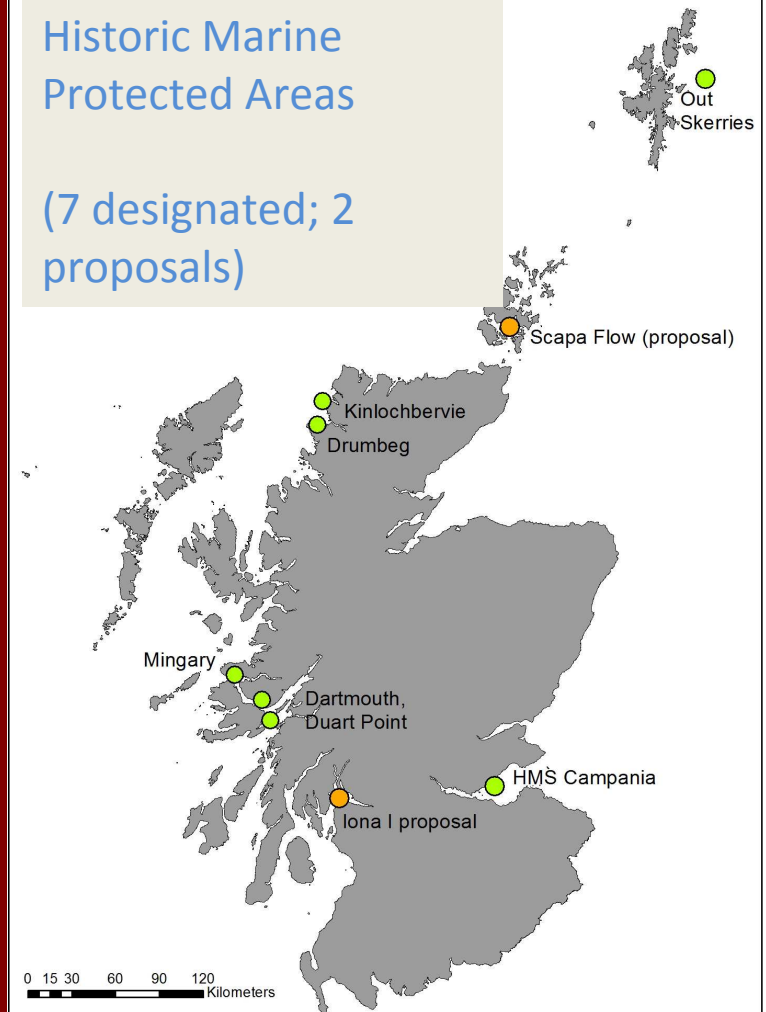 Historic Marine
Protected Areas
(7 designated; 2
proposals)
Out
Skerries
Scapa Flow (proposal)
Kinlochbervie
Drumbeg
Mingary
Dartmouth,
Duart Point
HMS Campania
Iona I proposal
0 15 30 60 90 120
Kilometers